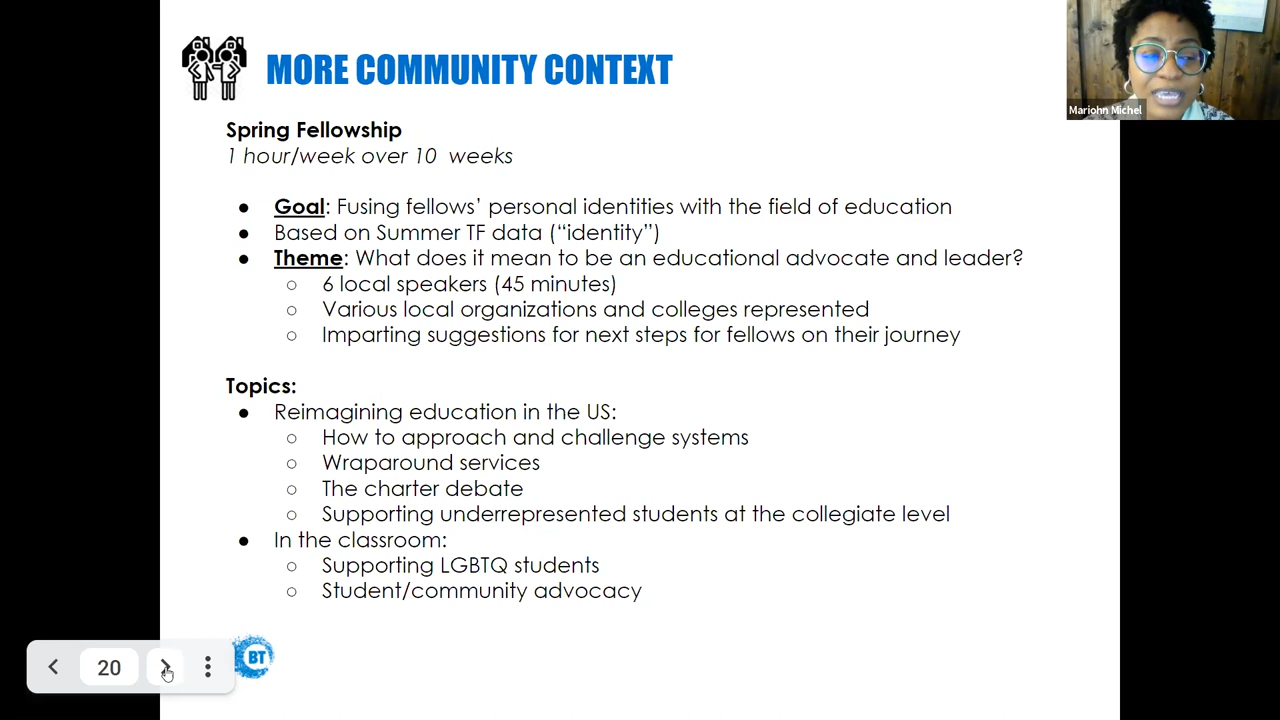 MORE COMMUNITY CONTEXT
Mariohn Michel
Spring Fellowship
1 hour/week over 10 weeks
● Goal: Fusing fellows’ personal identities with the field of education
● Based on Summer TF data (“identity”)
● Theme: What does it mean to be an educational advocate and leader?
○ 6 local speakers (45 minutes)
○ Various local organizations and colleges represented
○ Imparting suggestions for next steps for fellows on their journey
Topics:
● Reimagining education in the US:
○ How to approach and challenge systems
○ Wraparound services
○ The charter debate
○ Supporting underrepresented students at the collegiate level
● In the classroom:
○ Supporting LGBTQ students
○ Student/community advocacy
20
BT